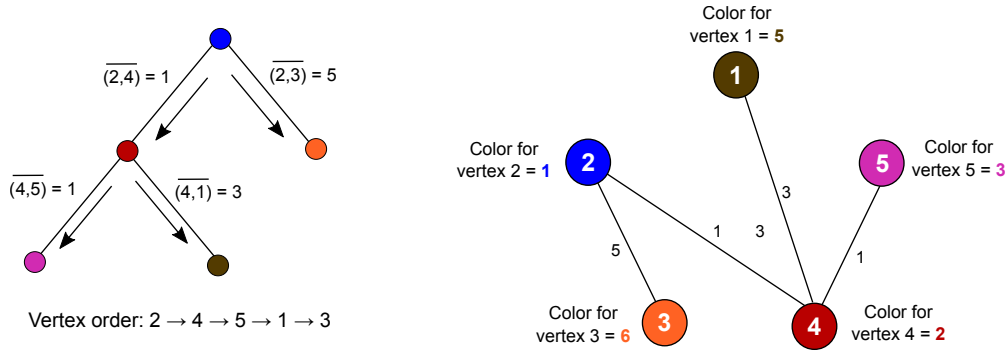 (2,4) = 1
(2,3) = 5
(4,5) = 1
(4,1) = 3
Vertex order: 2 → 4 → 5 → 1 → 3
Color for
vertex 1 = 5
1
Color for
vertex 2 = 1
2
5
Color for
vertex 5 = 3
3
1
3
5
1
Color for
vertex 3 = 6
3
4
Color for
vertex 4 = 2